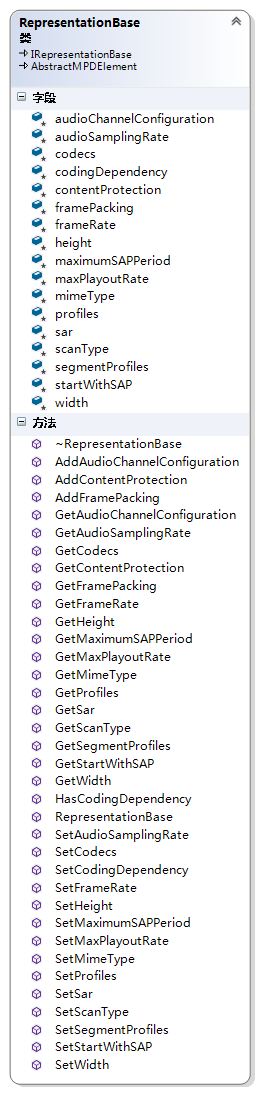 RepresentationBase
类
IRepresentationBase
AbstractMPDElement
字段
audioChannelConfiguration
audioSamplingRate
codecs
codingDependency
contentProtection
framePacking
frameRate
height
maximumSAPPeriod
maxPlayoutRate
mimeType
profiles
sar
scanType
segmentProfiles
startWithSAP
width
方法
~RepresentationBase
AddAudioChannelConfiguration
AddContentProtection
AddFramePacking
GetAudioChannelConfiguration
GetAudioSamplingRate
GetCodecs
GetContentProtection
GetFramePacking
GetFrameRate
GetHeight
GetMaximumSAPPeriod
GetMaxPlayoutRate
GetMimeType
GetProfiles
GetSar
GetScanType
GetSegmentProfiles
GetStartWithSAP
GetWidth
HasCodingDependency
RepresentationBase
SetAudioSamplingRate
SetCodecs
SetCodingDependency
SetFrameRate
SetHeight
SetMaximumSAPPeriod
SetMaxPlayoutRate
SetMimeType
SetProfiles
SetSar
SetScanType
SetSegmentProfiles
SetStartWithSAP
SetWidth